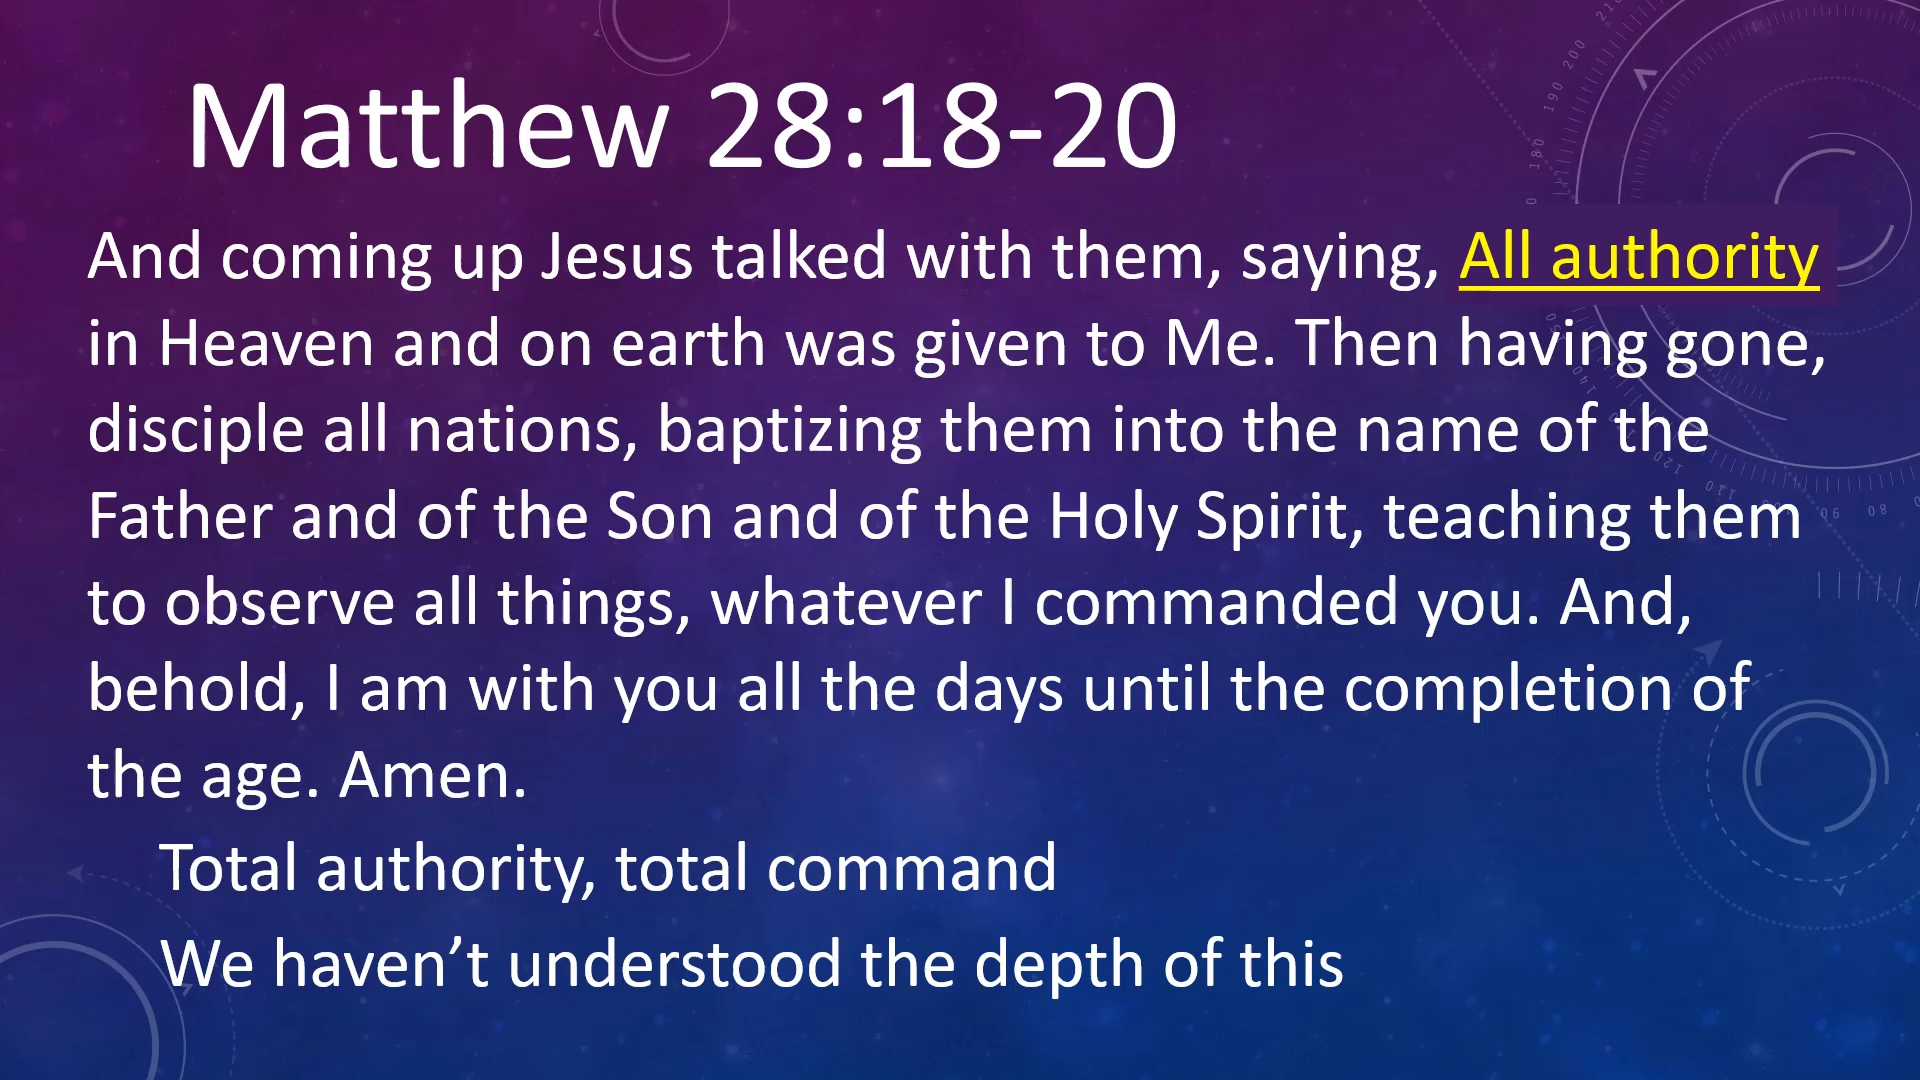 Matthew 28:18-20
And coming up Jesus talked with them, saying, All authority
in Heaven and on earth was given to Me. Then having gone,
disciple all nations, baptizing them into the name of the
Father and of the Son and of the Holy Spirit, teaching them
to observe all things, whatever I commanded you. And,
behold, I am with you all the days until the completion of
the age. Amen.
Total authority, total command
We haven’t understood the depth of this